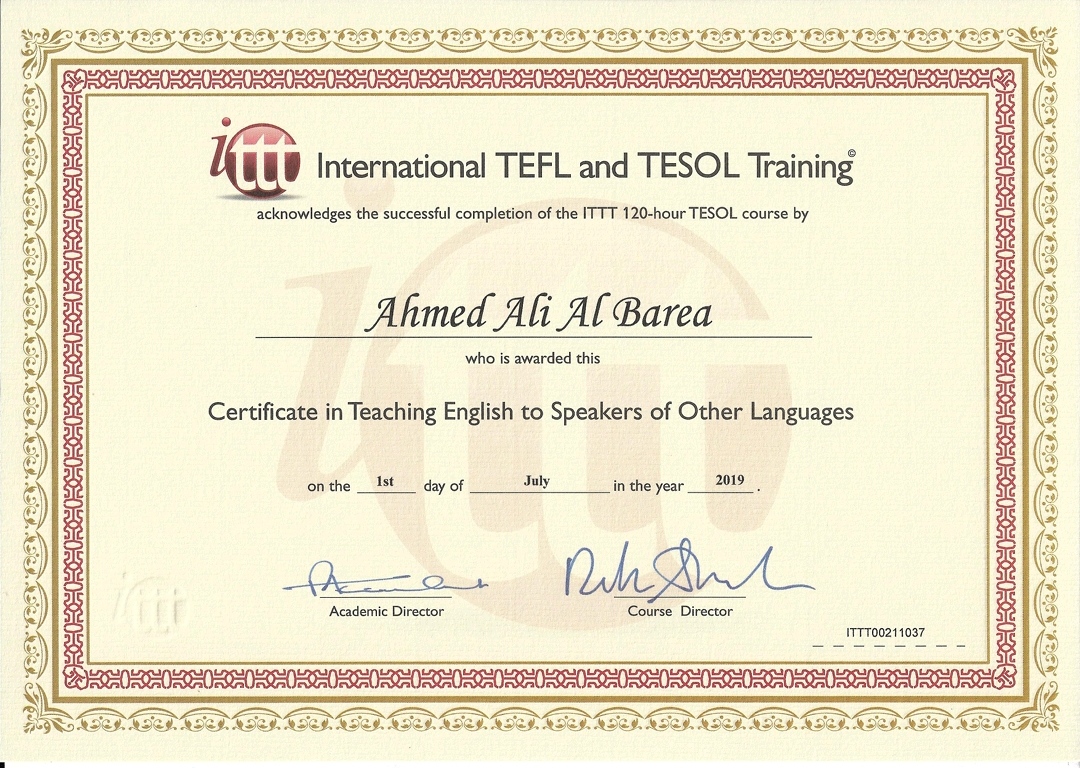 ittt International TEFL and TESOL Training©
acknowledges the successful completion of the ITTT 120-hour TESOL course by
Ahmed Ali Al Barea
who is awarded this
Certificate in Teaching English to Speakers of Other Languages
on the 1st day of July in the year 2019 .
Academic Director
Course Director
ITTT00211037
ittt